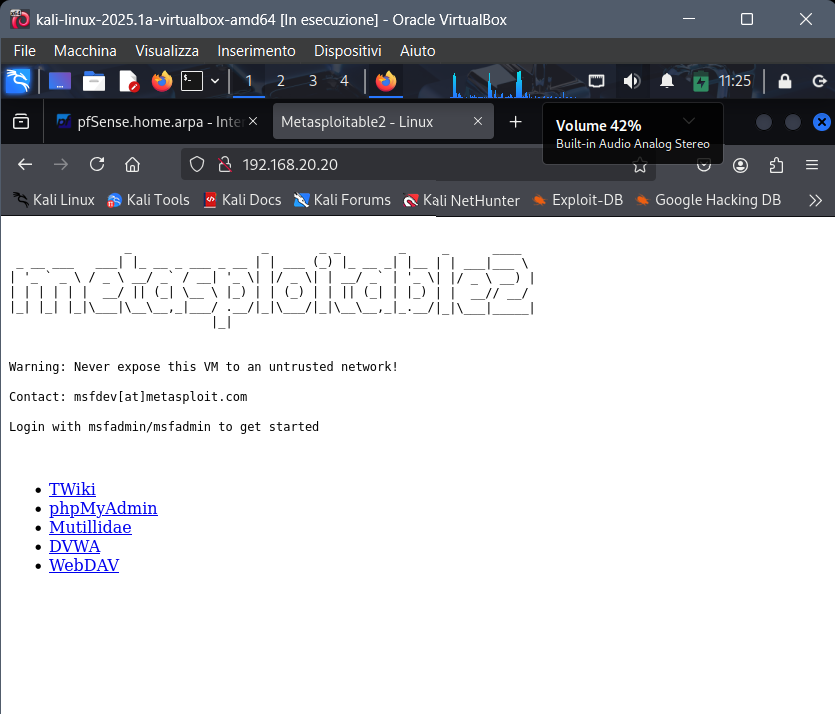 kali-linux-2025.1a-virtualbox-amd64 [In esecuzione] - Oracle VirtualBox
File Macchina Visualizza Inserimento Dispositivi Aiuto
1 2 3 4 11:25
pfSense.home.arpa - Inter
Metasploitable2 - Linux
Volume 42%
Built-in Audio Analog Stereo
192.168.20.20
Kali Linux Kali Tools Kali Docs Kali Forums Kali NetHunter Exploit-DB Google Hacking DB
metasploitable2
Warning: Never expose this VM to an untrusted network!
Contact: msfdev[at]metasploit.com
Login with msfadmin/msfadmin to get started
TWiki
phpMyAdmin
Mutillidae
DVWA
WebDAV